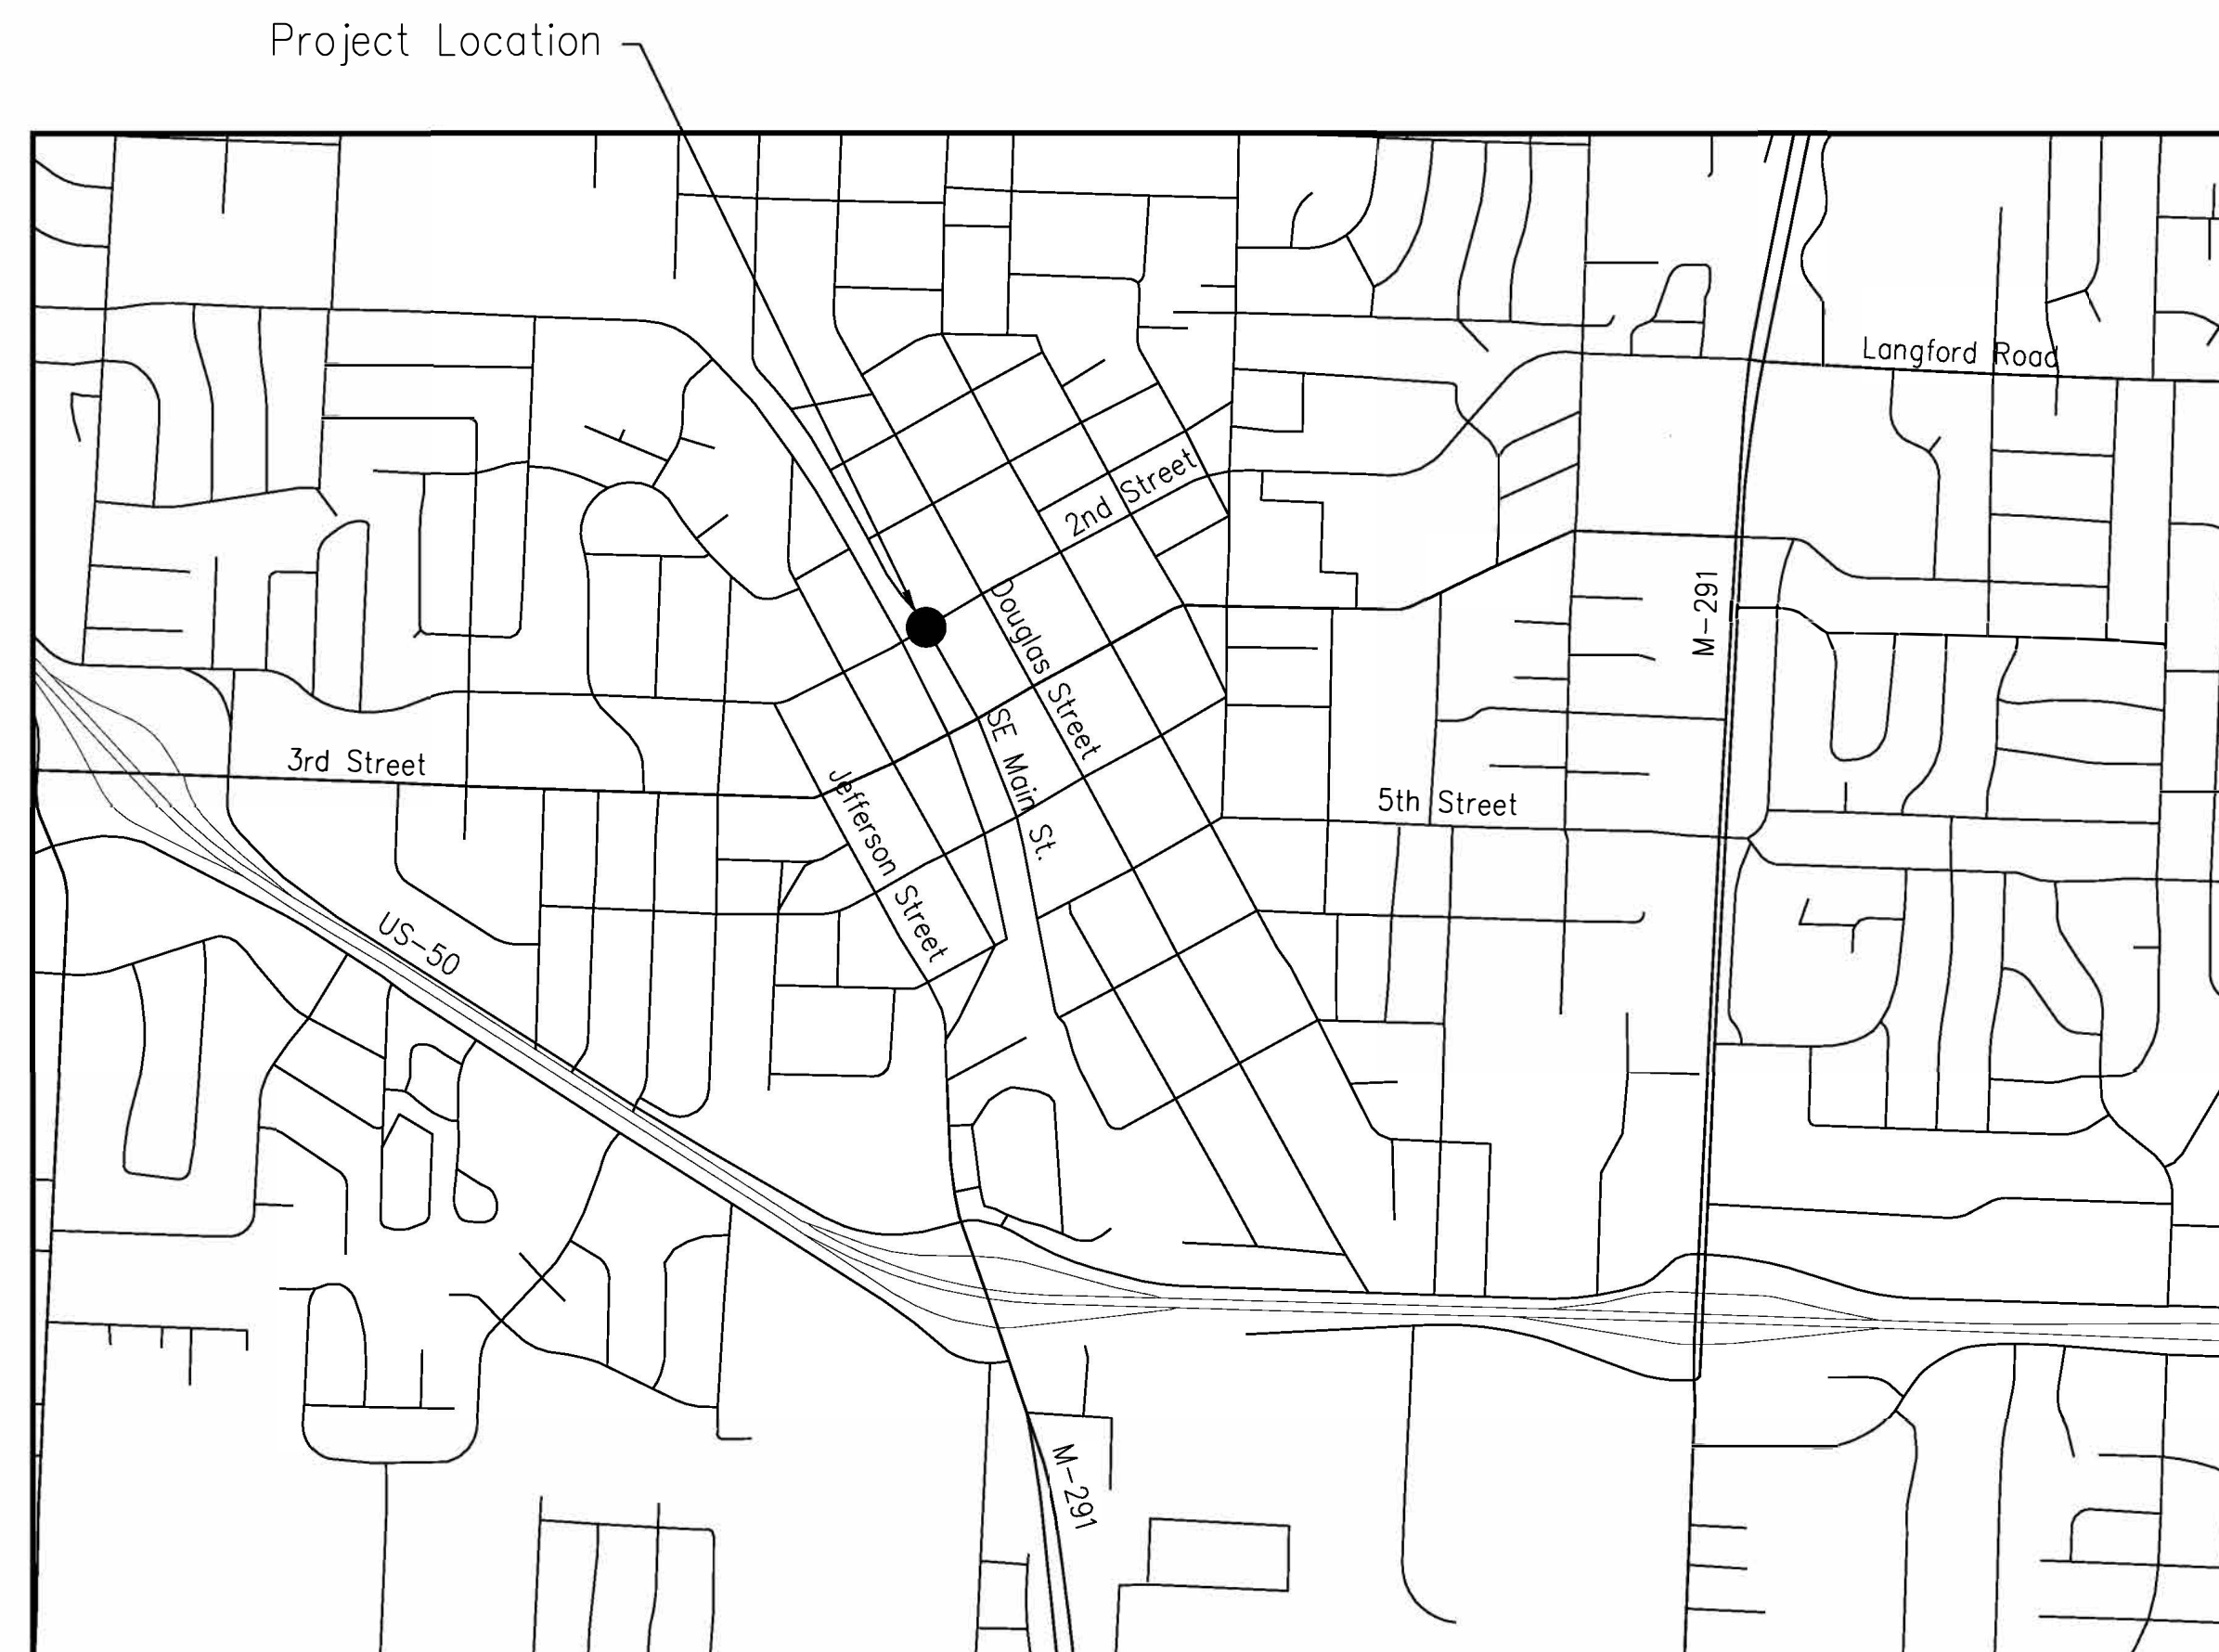 Project Location
Langford Road
2nd Street
Douglas Street
M-291
SE Main St.
3rd Street
Jefferson Street
5th Street
US-50
M-291